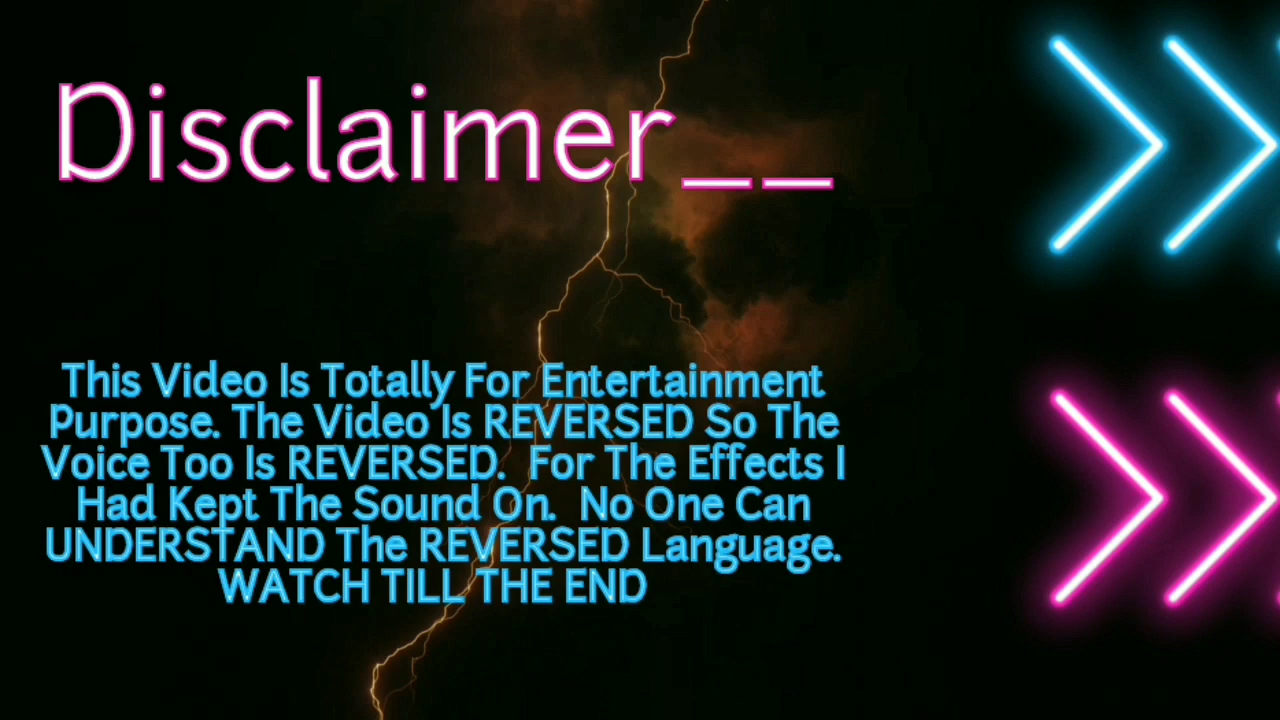 Disclaimer__
This Video Is Totally For Entertainment
Purpose. The Video Is REVERSED So The
Voice Too Is REVERSED.  For The Effects I
Had Kept The Sound On.  No One Can
UNDERSTAND The REVERSED Language.
WATCH TILL THE END